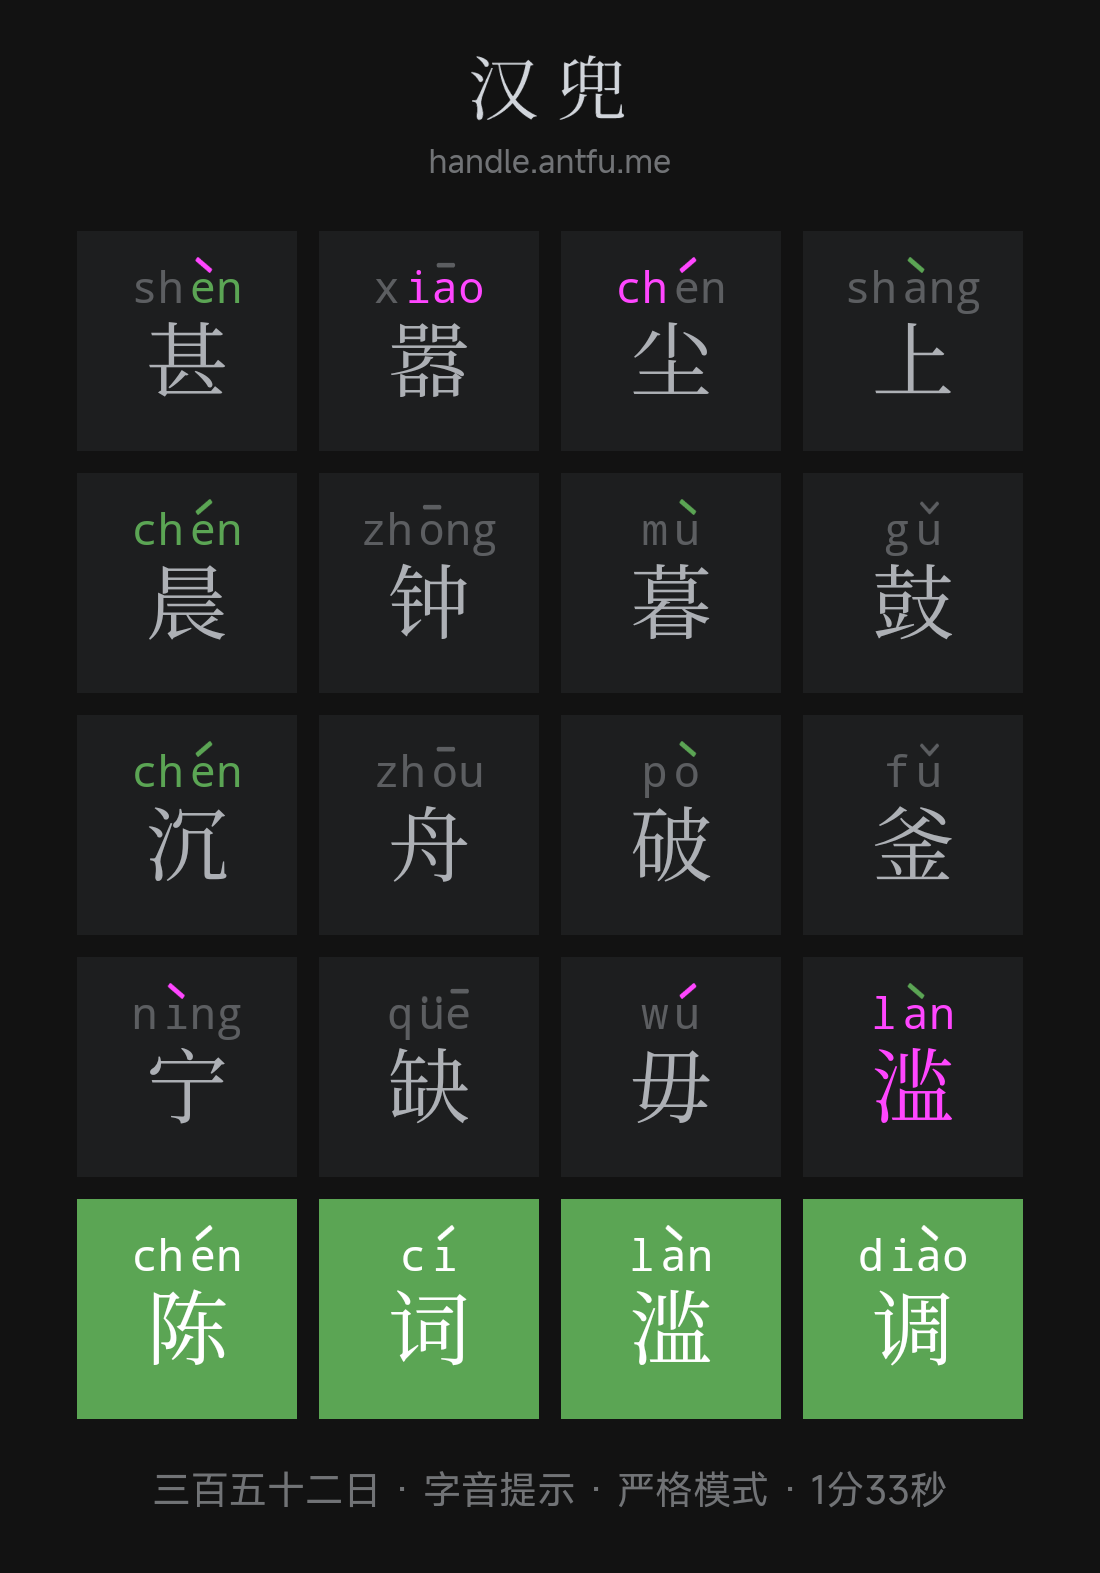 汉兜
handle.antfu.me
shèn xiāo chén shàng
甚 嚣 尘 上
chén zhōng mù gǔ
晨 钟 暮 鼓
chén zhōu pò fǔ
沉 舟 破 釜
nìng qüē wú làn
宁 缺 毋 滥
chén cí làn diào
陈 词 滥 调
三百五十二日 · 字音提示 · 严格模式 · 1分33秒